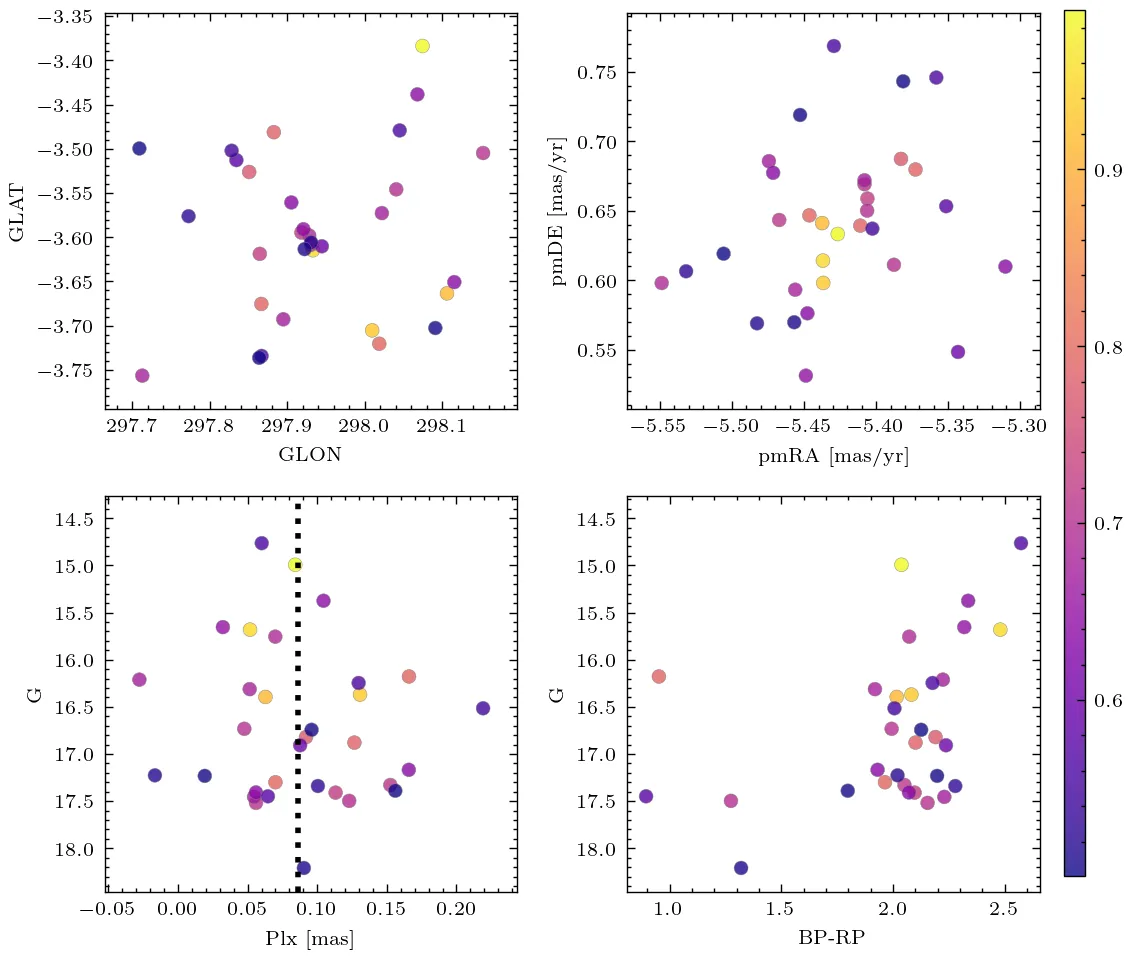 −3.35
−3.40
−3.45
−3.50
−3.55
−3.60
−3.65
−3.70
−3.75
GLAT
297.7 297.8 297.9 298.0 298.1
GLON
0.75
0.70
0.65
0.60
0.55
pmDE [mas/yr]
−5.55 −5.50 −5.45 −5.40 −5.35 −5.30
pmRA [mas/yr]
0.9
0.8
0.7
0.6
14.5
15.0
15.5
16.0
16.5
17.0
17.5
18.0
G
−0.05 0.00 0.05 0.10 0.15 0.20
Plx [mas]
14.5
15.0
15.5
16.0
16.5
17.0
17.5
18.0
G
1.0 1.5 2.0 2.5
BP-RP